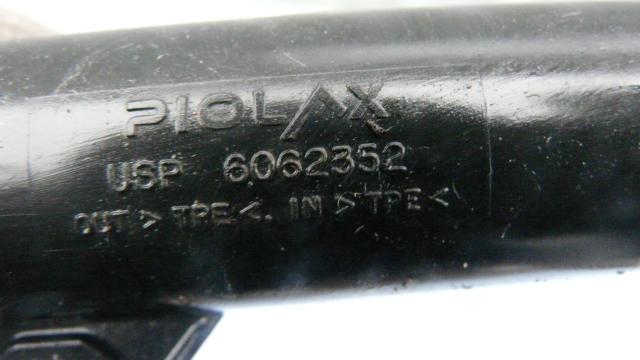 PIOLAX
USP 6062352
OUT>TPE<. IN>TPE<